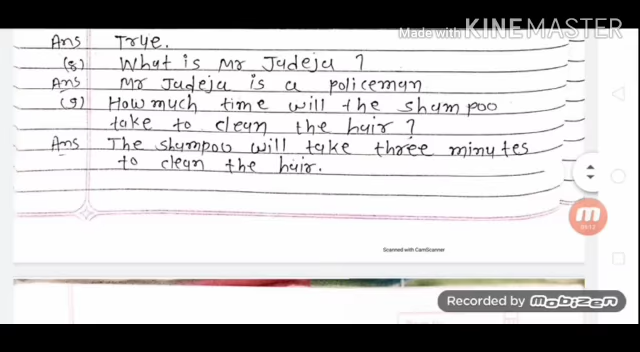 Made with KINEMASTER
Ans True.
(8) What is Mr Jadeja ?
Ans Mr Jadeja is a policeman
(9) How much time will the shampoo
take to clean the hair ?
Ans The shampoo will take three minutes
to clean the hair.
Scanned with CamScanner
Recorded by mobizen